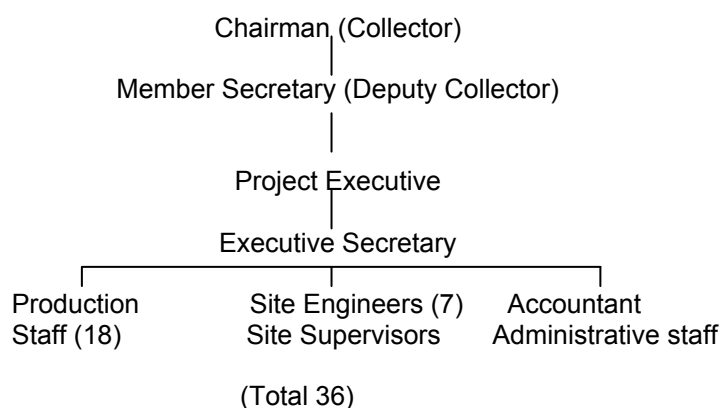 Chairman (Collector)
Member Secretary (Deputy Collector)
Project Executive
Executive Secretary
Production Site Engineers (7) Accountant
Staff (18) Site Supervisors Administrative staff
(Total 36)